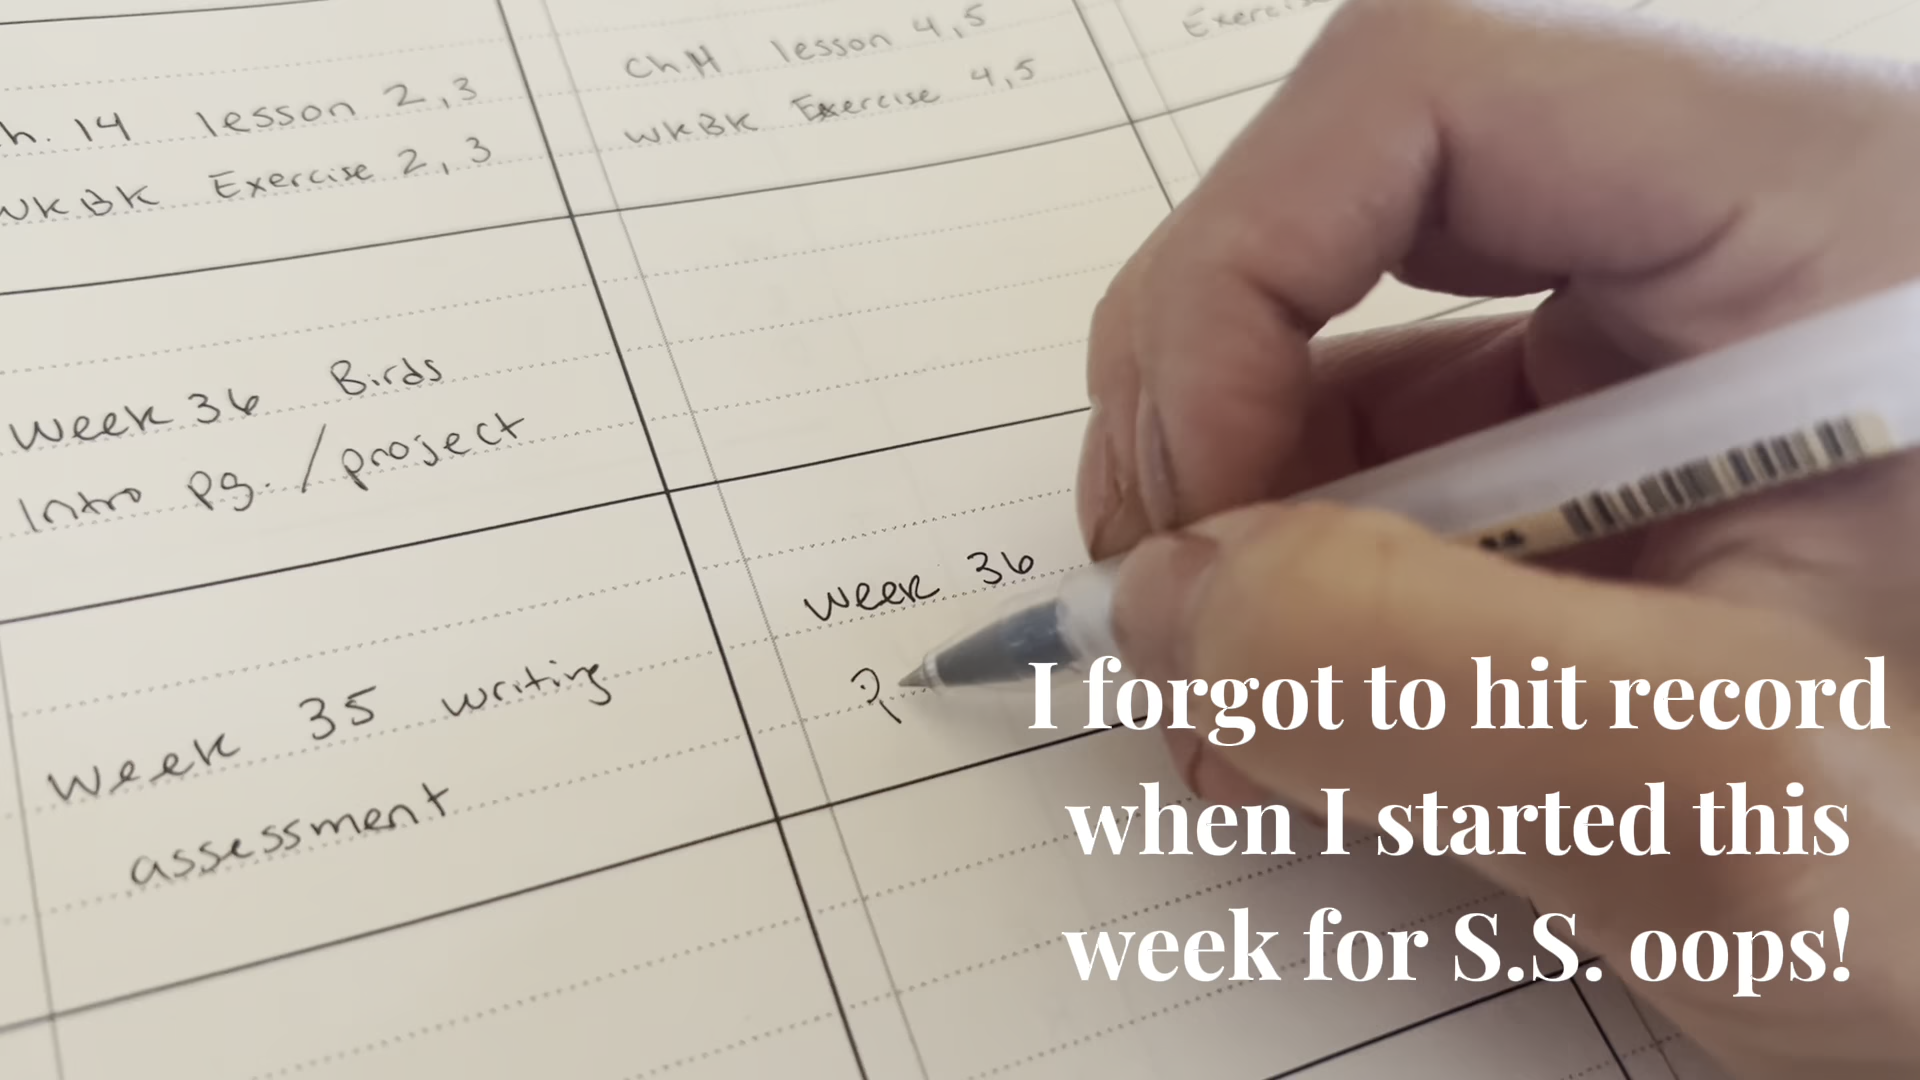 h. 14 lesson 2,3
WKBK Exercise 2, 3
Ch 14 lesson 4,5
WKBK Exercise 4,5
Week 36 Birds
Intro pg. / project
week 35 writing
assessment
week 36
I forgot to hit record
when I started this
week for S.S. oops!